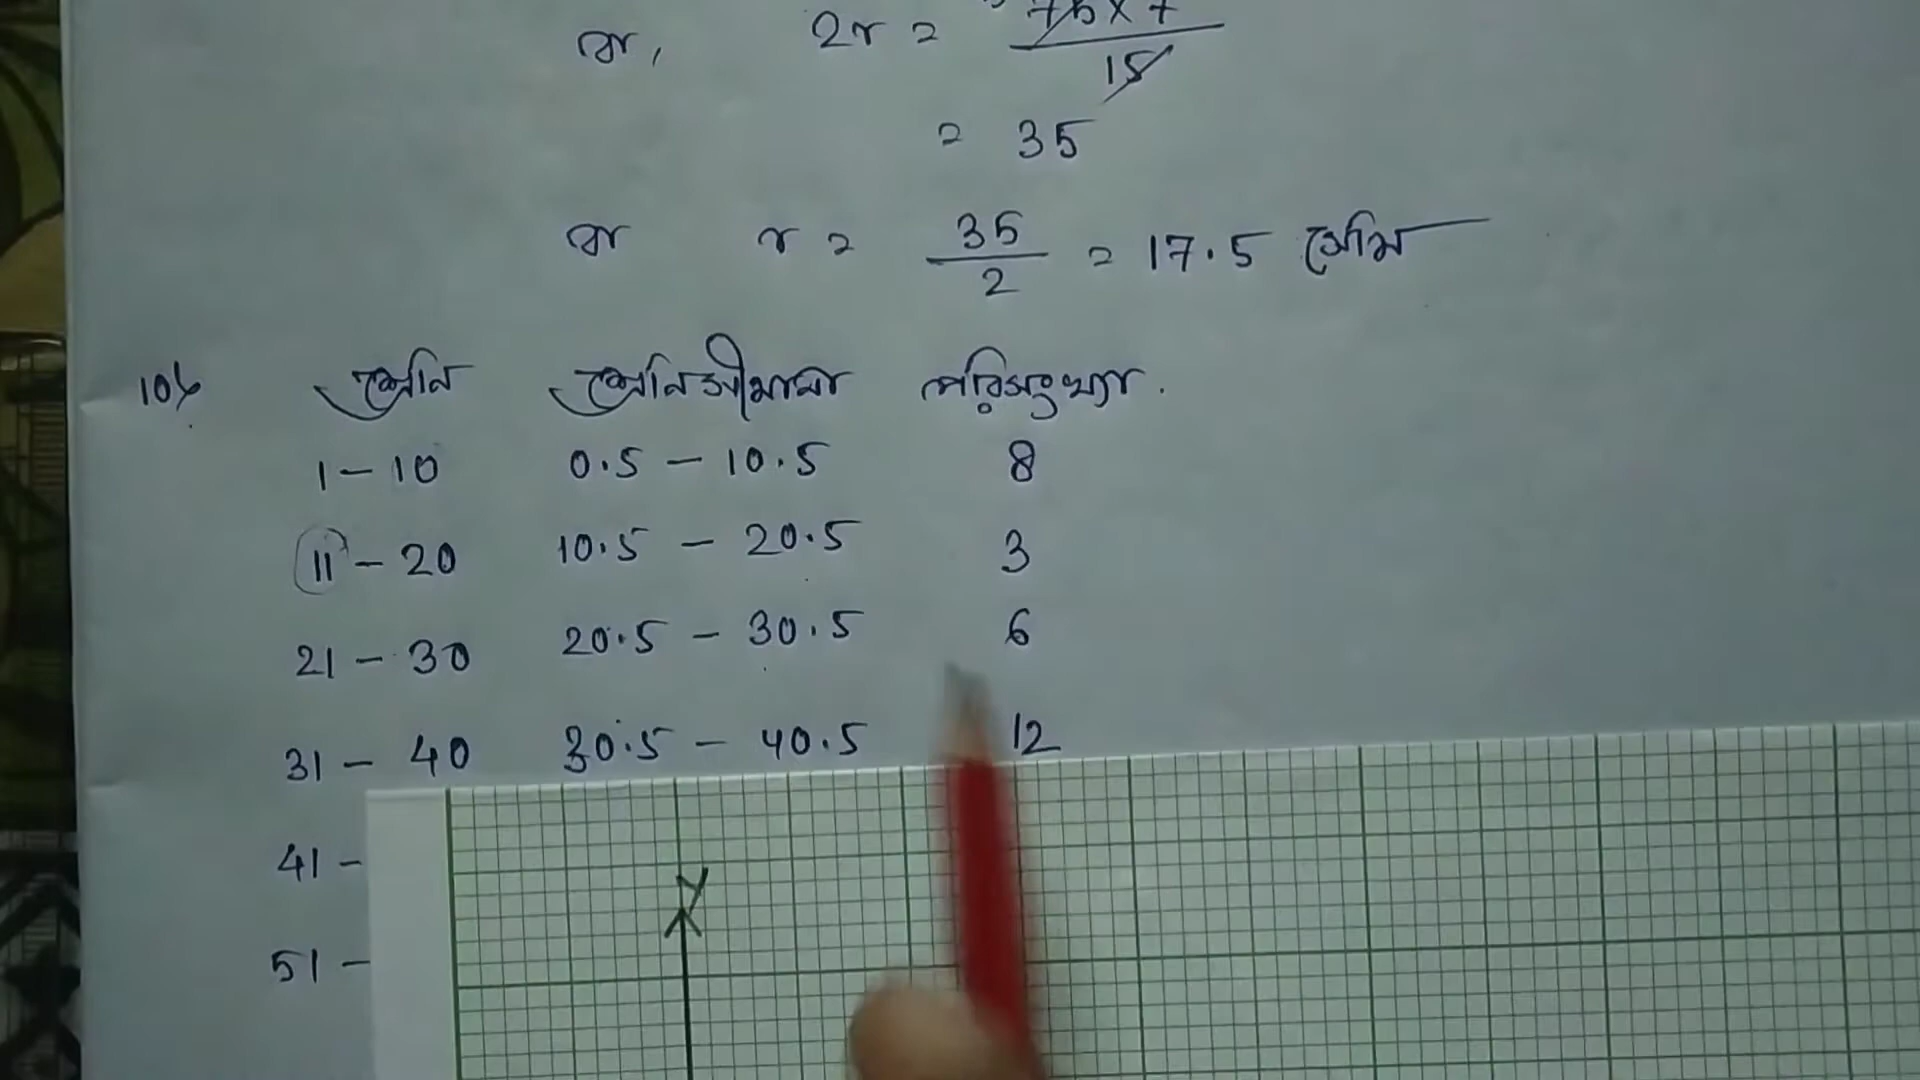 বা, 2r = 75 x 7 / 15
= 35
বা r = 35 / 2 = 17.5 সেমি
10) শ্রেনি শ্রেনিসীমানা পরিসংখ্যা.
1 – 10 0.5 – 10.5 8
11 – 20 10.5 – 20.5 3
21 – 30 20.5 – 30.5 6
31 – 40 30.5 – 40.5 12
41 –
51 –
y